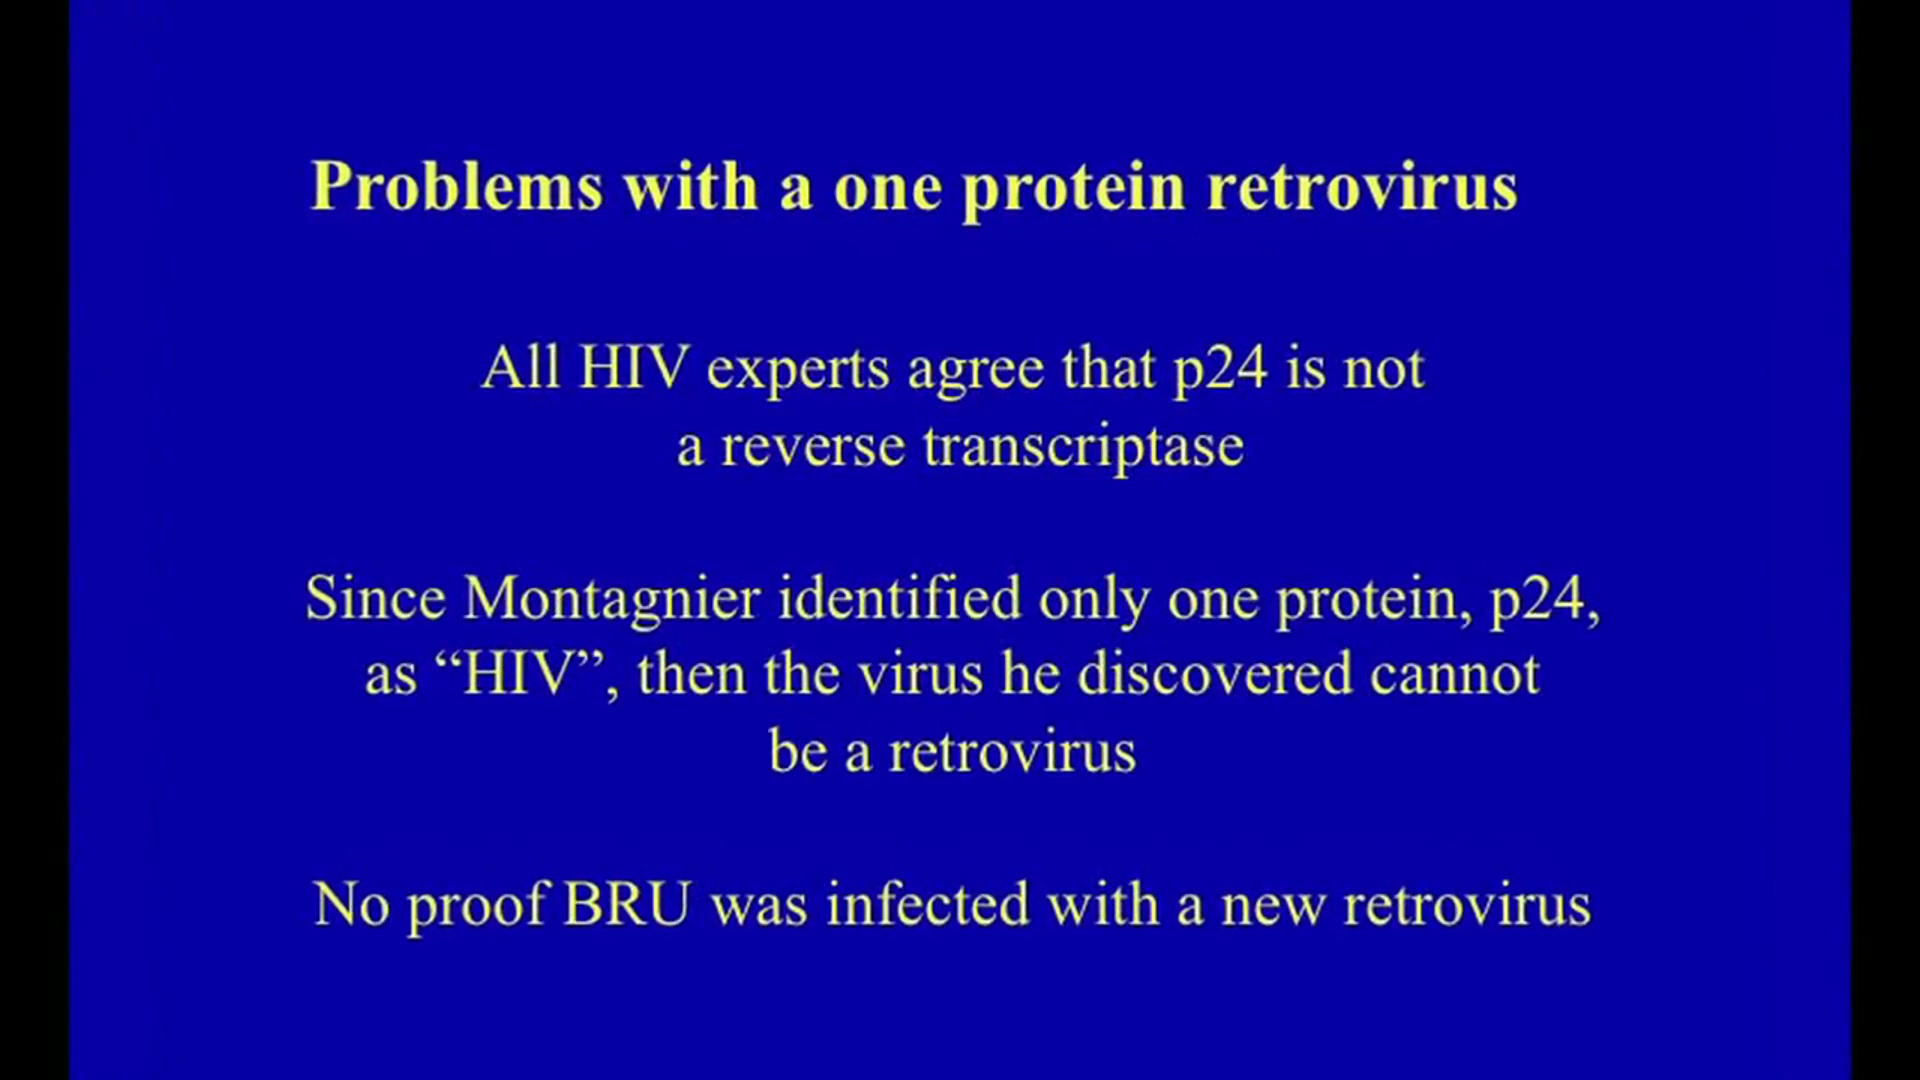 Problems with a one protein retrovirus
All HIV experts agree that p24 is not
a reverse transcriptase
Since Montagnier identified only one protein, p24,
as “HIV”, then the virus he discovered cannot
be a retrovirus
No proof BRU was infected with a new retrovirus